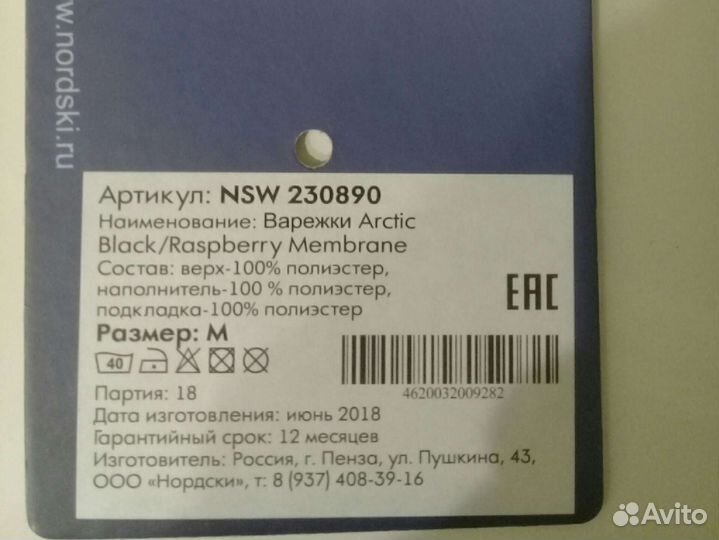 w.nordski.ru
Артикул: NSW 230890
Наименование: Варежки Arctic
Black/Raspberry Membrane
Состав: верх-100% полиэстер,
наполнитель-100 % полиэстер,
подкладка-100% полиэстер
EAC
Размер: M
40
4620032009282
Партия: 18
Дата изготовления: июнь 2018
Гарантийный срок: 12 месяцев
Изготовитель: Россия, г. Пенза, ул. Пушкина, 43,
ООО «Нордски», т: 8 (937) 408-39-16
Avito